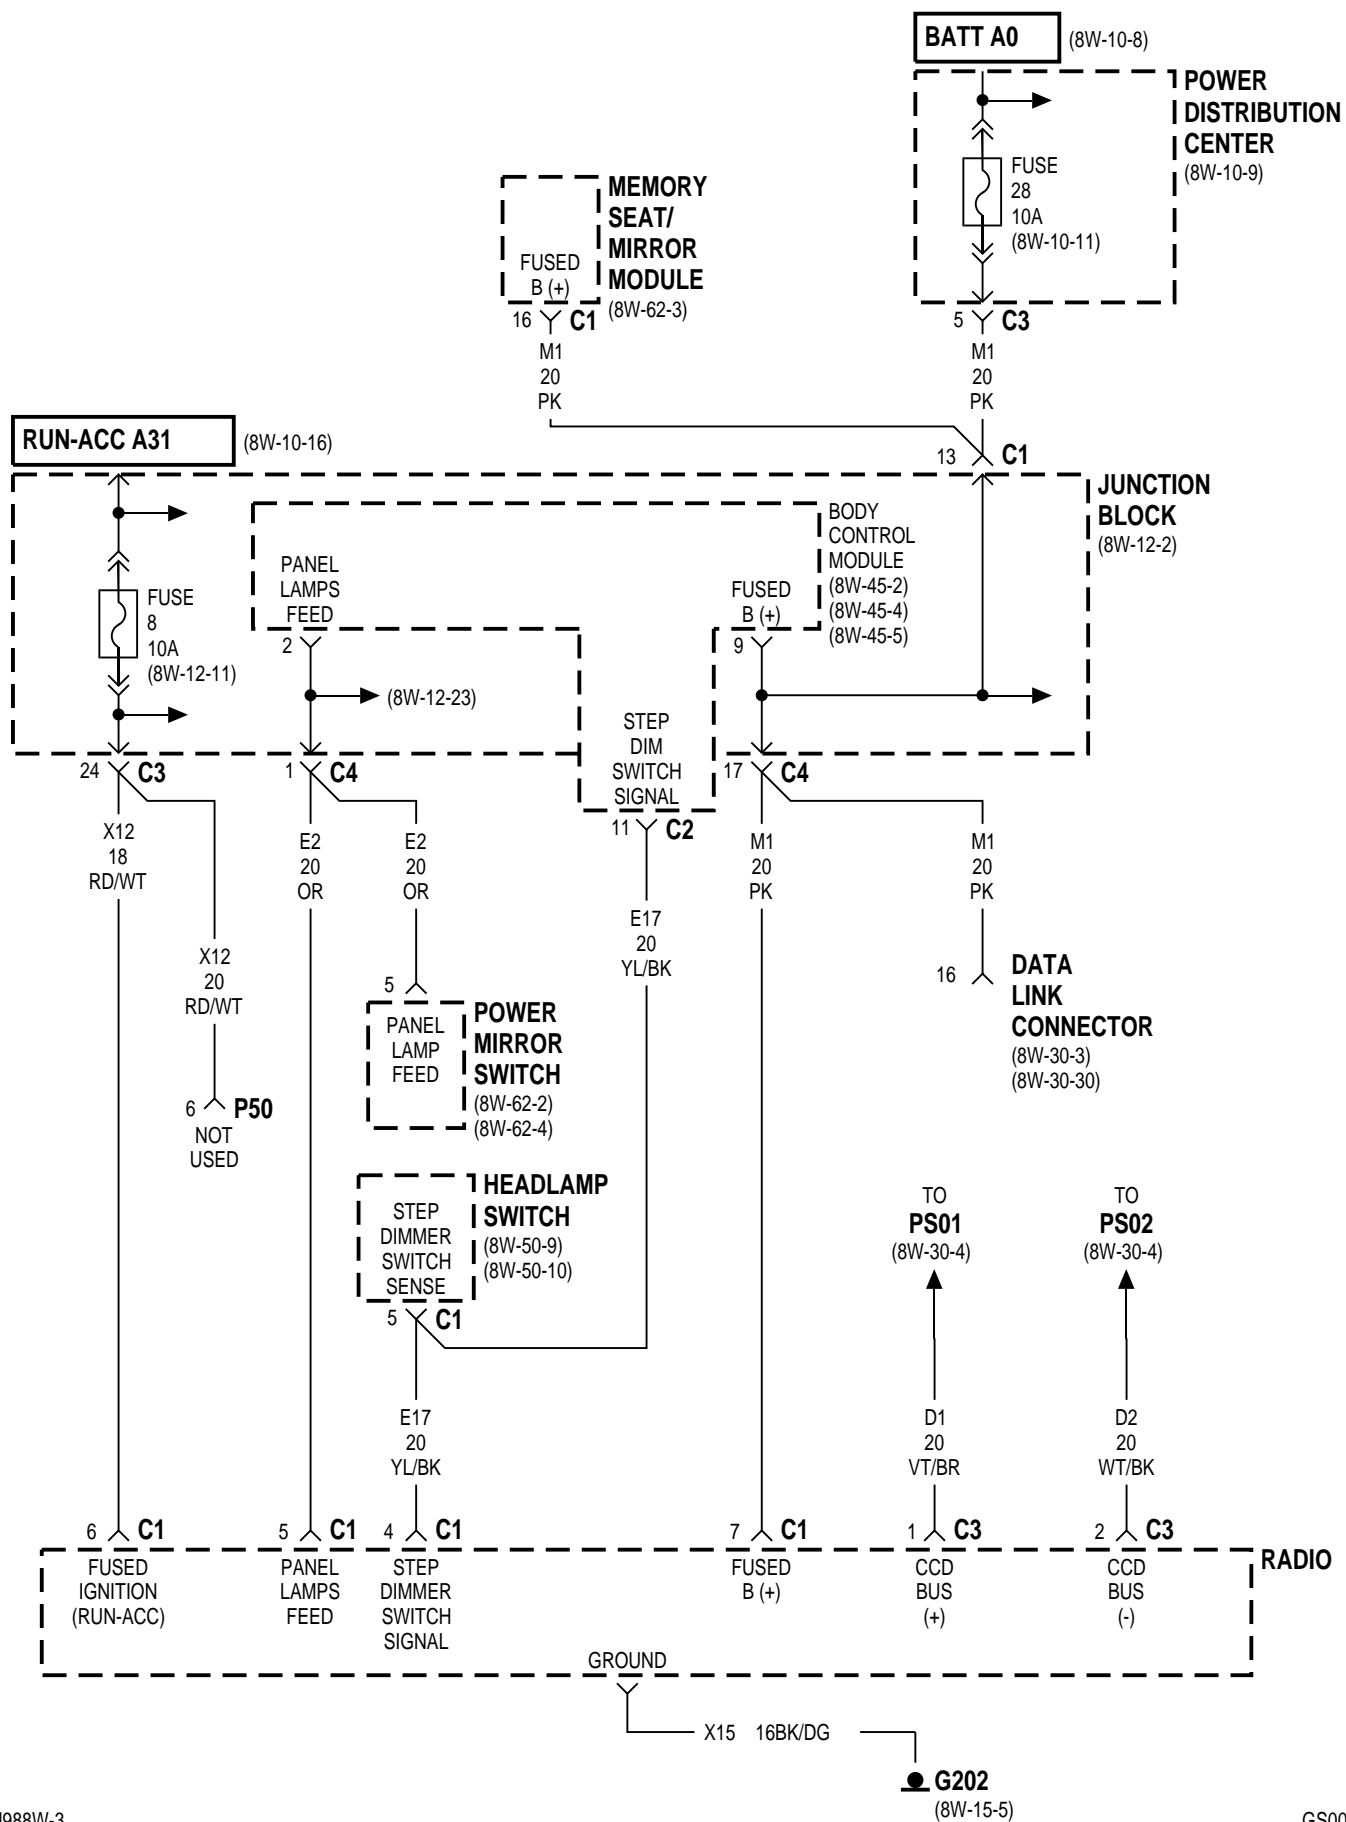 BATT A0 (8W-10-8)
POWER
DISTRIBUTION
CENTER
(8W-10-9)
FUSE
28
10A
(8W-10-11)
MEMORY
SEAT/
MIRROR
MODULE
(8W-62-3)
FUSED
B (+)
16 C1
5 C3
M1
20
PK
M1
20
PK
RUN-ACC A31 (8W-10-16)
13 C1
JUNCTION
BLOCK
(8W-12-2)
BODY
CONTROL
MODULE
(8W-45-2)
(8W-45-4)
(8W-45-5)
PANEL
LAMPS
FEED
FUSED
B (+)
FUSE
8
10A
(8W-12-11)
2
9
(8W-12-23)
STEP
DIM
SWITCH
SIGNAL
24 C3
1 C4
17 C4
11 C2
X12
18
RD/WT
E2
20
OR
E2
20
OR
M1
20
PK
M1
20
PK
X12
20
RD/WT
E17
20
YL/BK
16
DATA
LINK
CONNECTOR
(8W-30-3)
(8W-30-30)
5
PANEL
LAMP
FEED
POWER
MIRROR
SWITCH
(8W-62-2)
(8W-62-4)
6 P50
NOT
USED
HEADLAMP
SWITCH
(8W-50-9)
(8W-50-10)
STEP
DIMMER
SWITCH
SENSE
5 C1
TO
PS01
(8W-30-4)
TO
PS02
(8W-30-4)
E17
20
YL/BK
D1
20
VT/BR
D2
20
WT/BK
6 C1 5 C1 4 C1 7 C1 1 C3 2 C3
RADIO
FUSED
IGNITION
(RUN-ACC)
PANEL
LAMPS
FEED
STEP
DIMMER
SWITCH
SIGNAL
FUSED
B (+)
CCD
BUS
(+)
CCD
BUS
(-)
GROUND
X15 16BK/DG
G202
(8W-15-5)